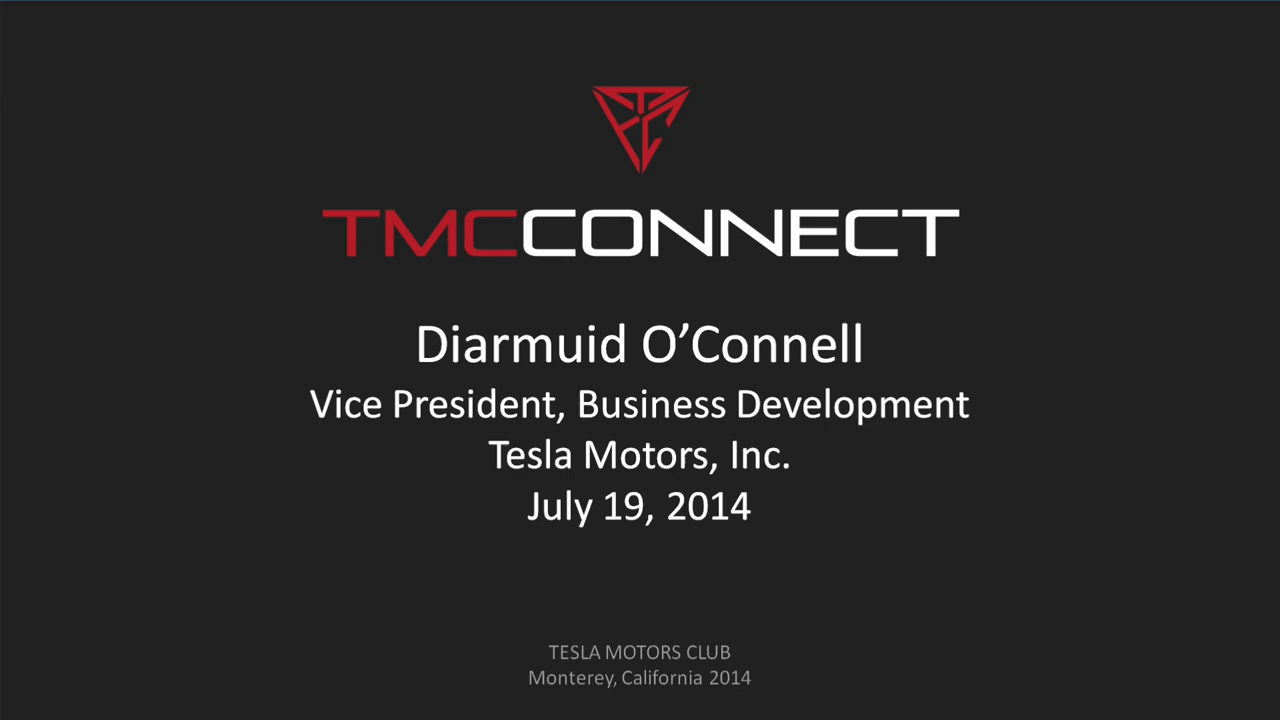 TMCCONNECT
Diarmuid O’Connell
Vice President, Business Development
Tesla Motors, Inc.
July 19, 2014
TESLA MOTORS CLUB
Monterey, California 2014